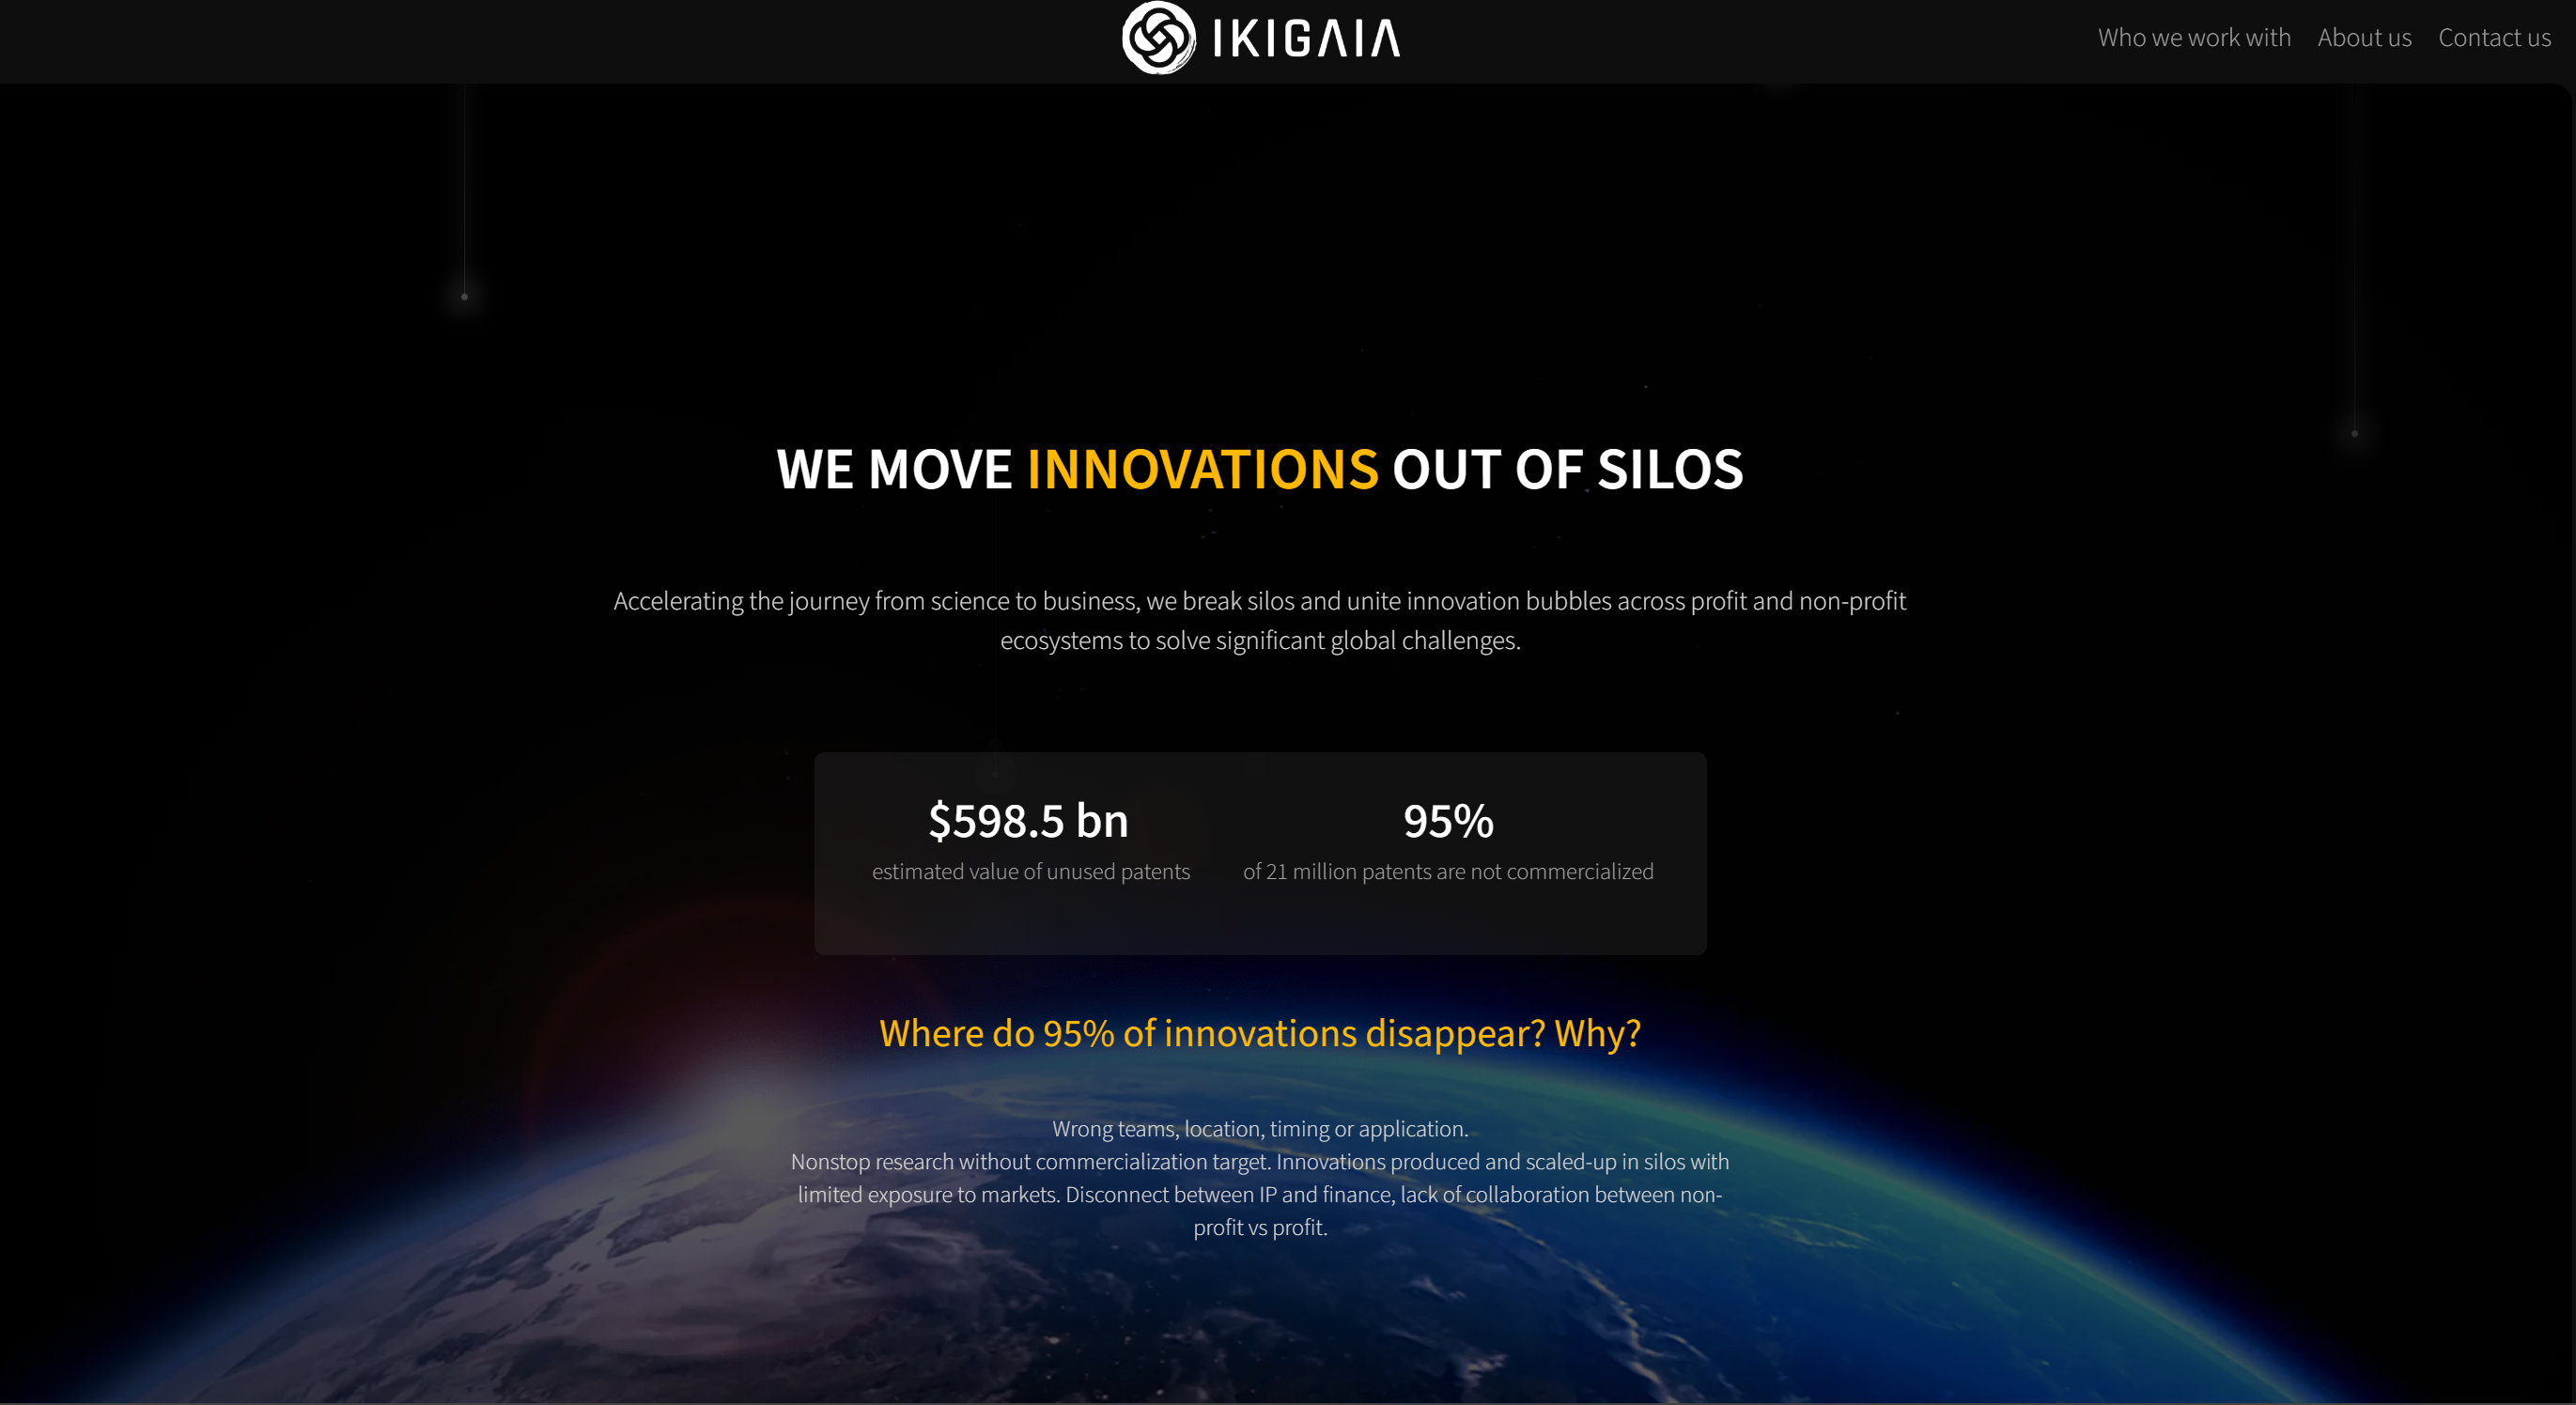 IKIGAIA
Who we work with
About us
Contact us
WE MOVE INNOVATIONS OUT OF SILOS
Accelerating the journey from science to business, we break silos and unite innovation bubbles across profit and non-profit
ecosystems to solve significant global challenges.
$598.5 bn
estimated value of unused patents
95%
of 21 million patents are not commercialized
Where do 95% of innovations disappear? Why?
Wrong teams, location, timing or application.
Nonstop research without commercialization target. Innovations produced and scaled-up in silos with
limited exposure to markets. Disconnect between IP and finance, lack of collaboration between non-
profit vs profit.